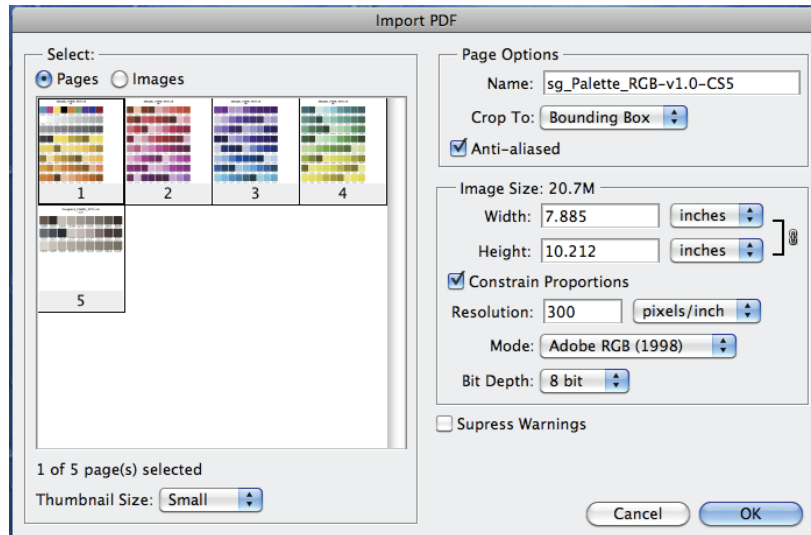 Import PDF
Select:
Pages Images
1 2 3 4
5
1 of 5 page(s) selected
Thumbnail Size: Small
Page Options
Name: sg_Palette_RGB-v1.0-CS5
Crop To: Bounding Box
Anti-aliased
Image Size: 20.7M
Width: 7.885 inches
Height: 10.212 inches
Constrain Proportions
Resolution: 300 pixels/inch
Mode: Adobe RGB (1998)
Bit Depth: 8 bit
Supress Warnings
Cancel OK